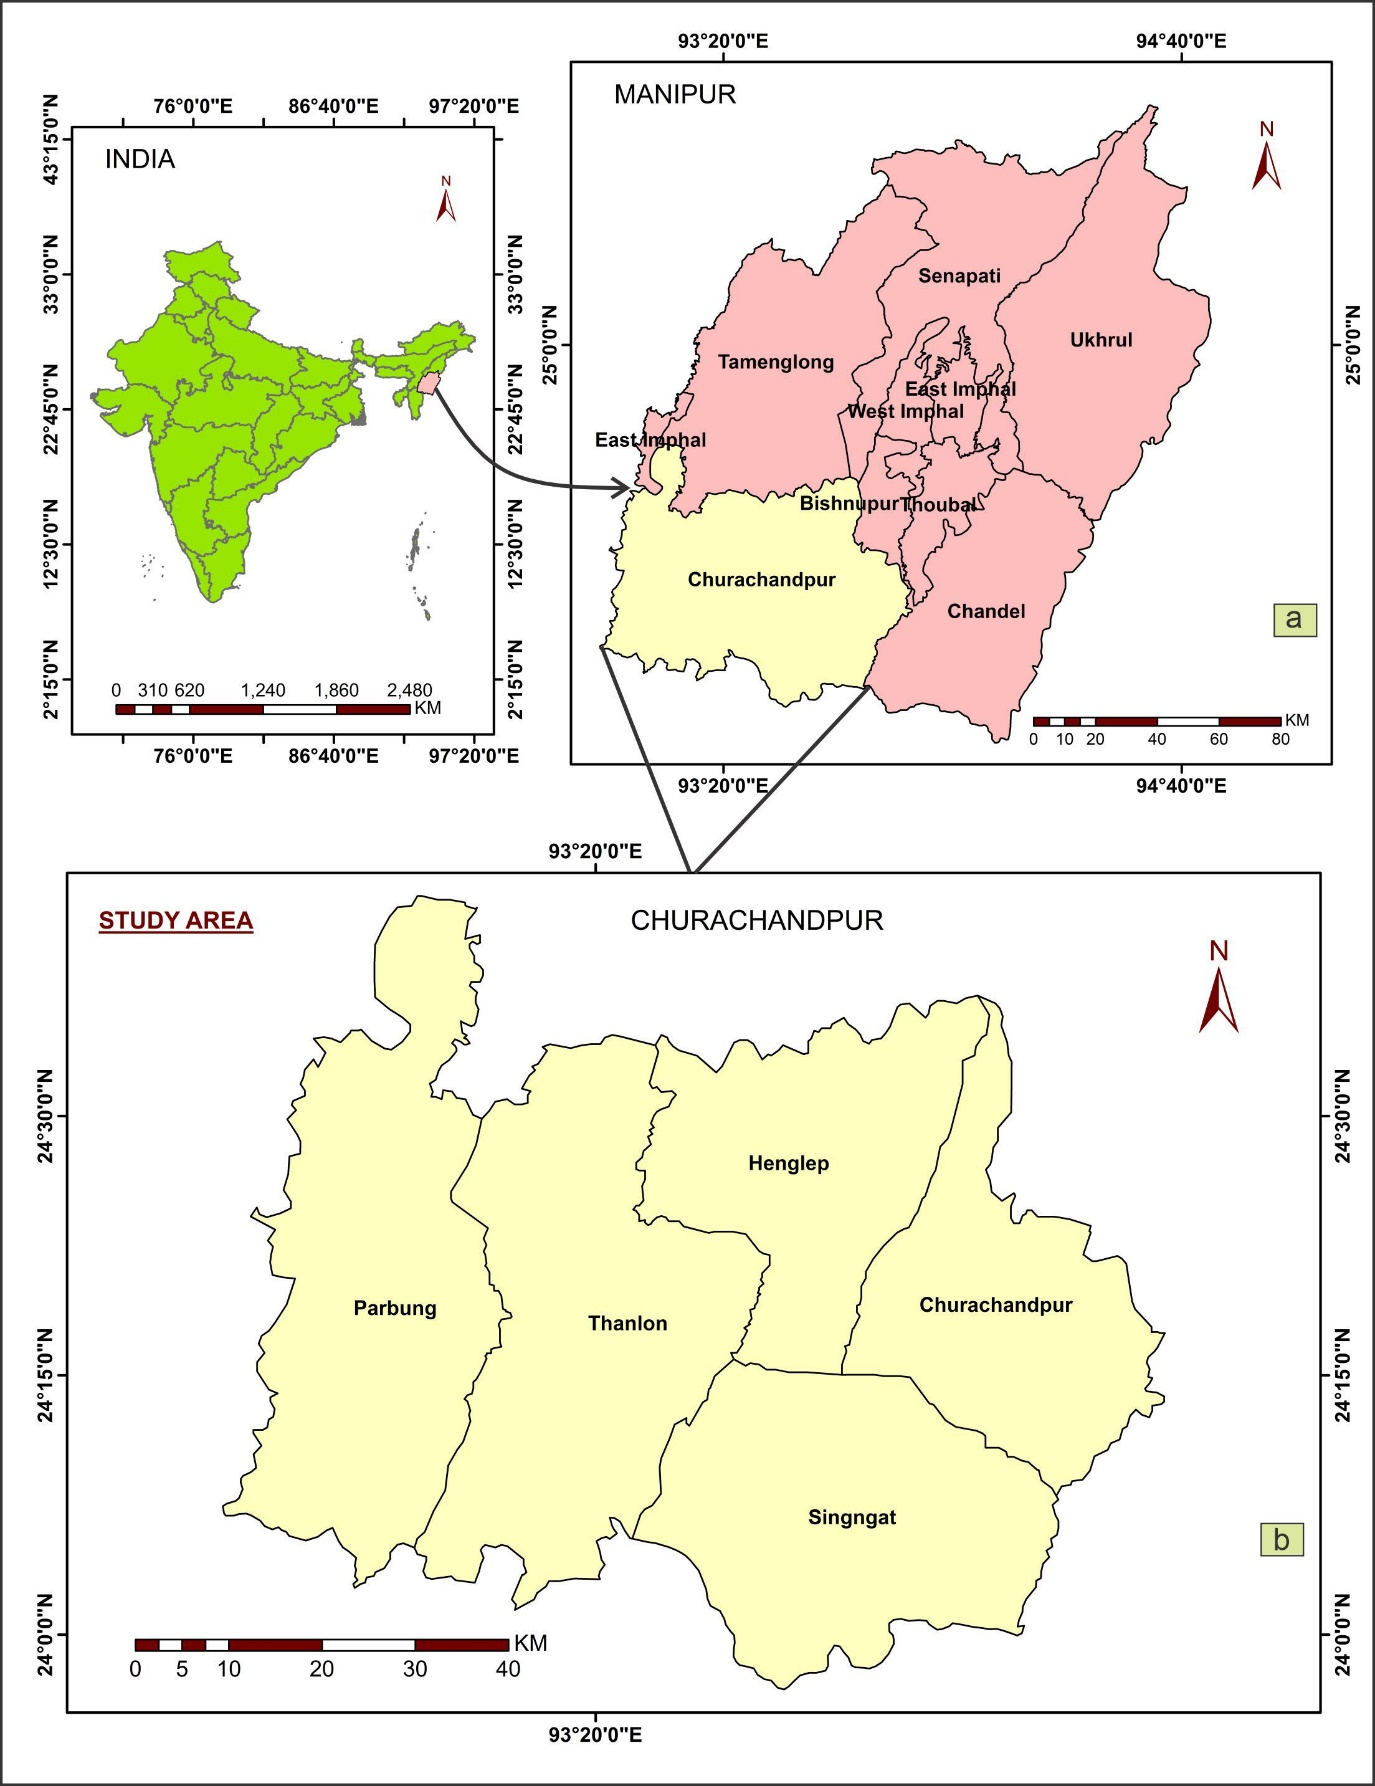 76°0'0"E 86°40'0"E 97°20'0"E
43°15'0"N
33°0'0"N
22°45'0"N
12°30'0"N
2°15'0"N
INDIA
N
33°0'0"N
22°45'0"N
12°30'0"N
2°15'0"N
0 310 620 1,240 1,860 2,480
KM
76°0'0"E 86°40'0"E 97°20'0"E
93°20'0"E 94°40'0"E
MANIPUR
N
25°0'0"N
25°0'0"N
Senapati
Ukhrul
Tamenglong
East Imphal
West Imphal
East Imphal
Bishnupur
Thoubal
Churachandpur
Chandel
a
KM
0 10 20 40 60 80
93°20'0"E 94°40'0"E
93°20'0"E
STUDY AREA
CHURACHANDPUR
N
24°30'0"N
24°15'0"N
24°0'0"N
24°30'0"N
24°15'0"N
24°0'0"N
Henglep
Churachandpur
Parbung
Thanlon
Singngat
b
KM
0 5 10 20 30 40
93°20'0"E